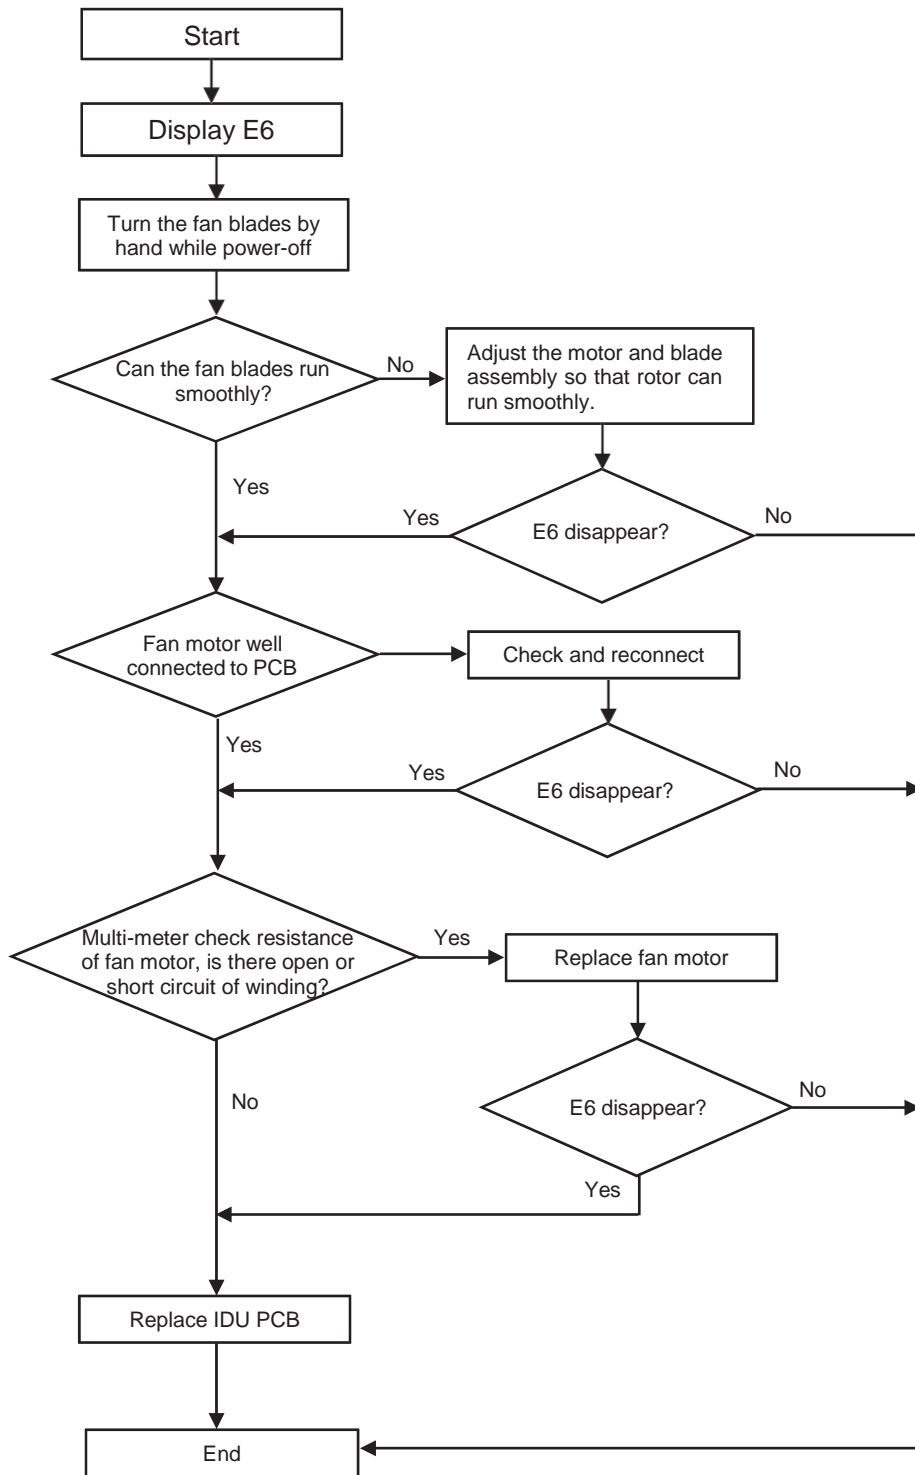 Start
Display E6
Turn the fan blades by
hand while power-off
Can the fan blades run
smoothly?
No
Adjust the motor and blade
assembly so that rotor can
run smoothly.
Yes
Yes
E6 disappear?
No
Fan motor well
connected to PCB
Check and reconnect
Yes
Yes
E6 disappear?
No
Multi-meter check resistance
of fan motor, is there open or
short circuit of winding?
Yes
Replace fan motor
No
E6 disappear?
No
Yes
Replace IDU PCB
End